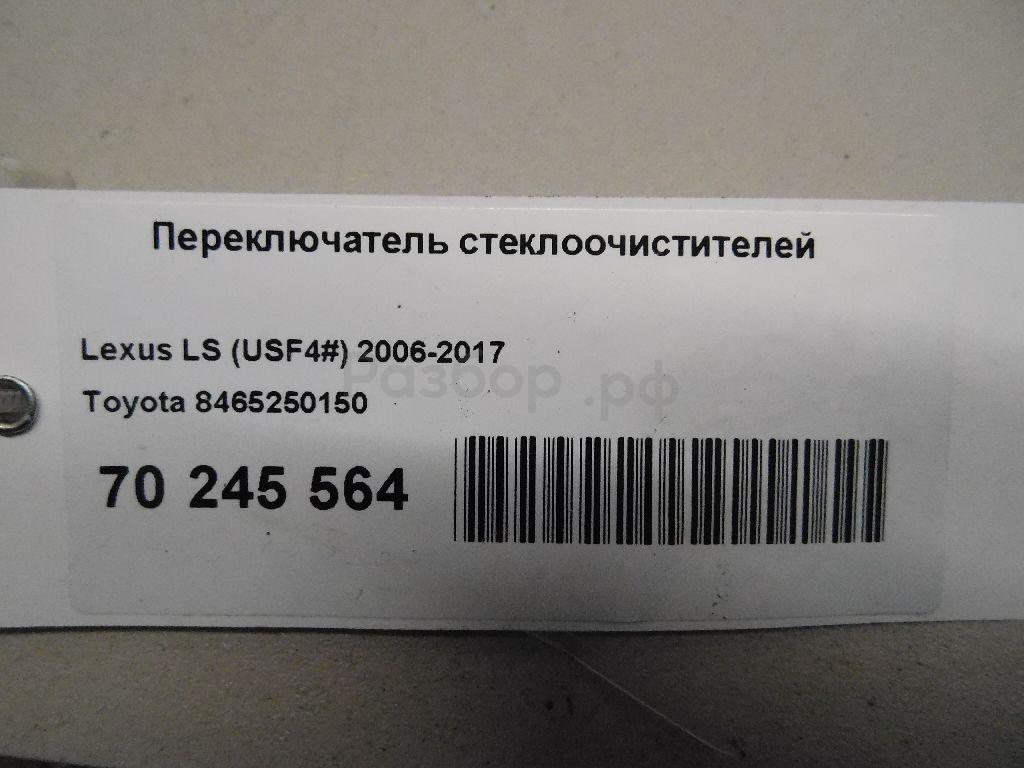 Переключатель стеклоочистителей
Lexus LS (USF4#) 2006-2017
Разбор.рф
Toyota 8465250150
70 245 564